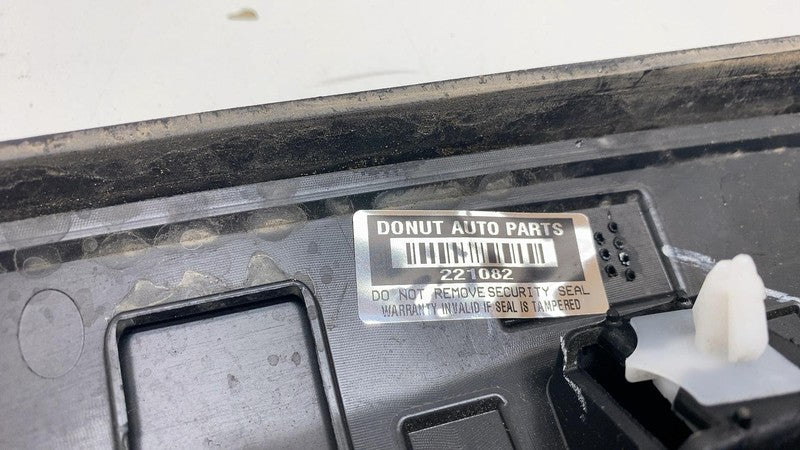 DONUT AUTO PARTS
221082
DO NOT REMOVE SECURITY SEAL
WARRANTY INVALID IF SEAL IS TAMPERED